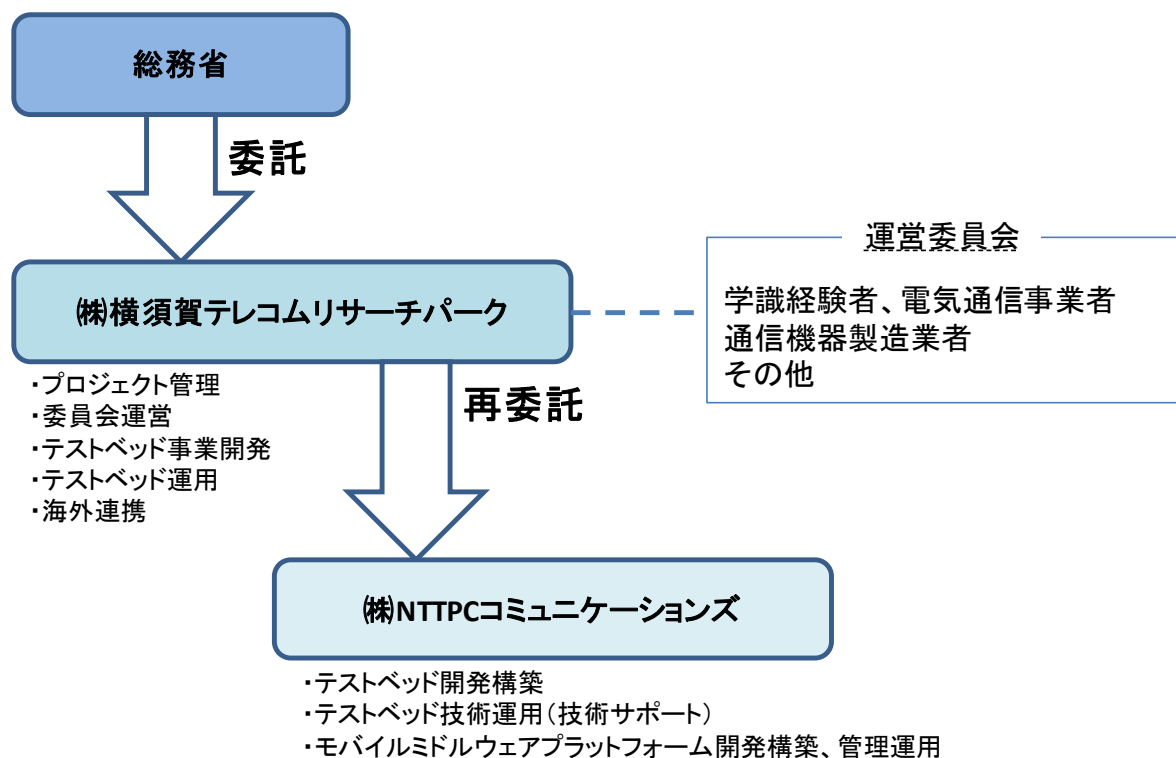 総務省
委託
㈱横須賀テレコムリサーチパーク
・プロジェクト管理
・委員会運営
・テストベッド事業開発
・テストベッド運用
・海外連携
運営委員会
学識経験者、電気通信事業者
通信機器製造業者
その他
再委託
㈱NTTPCコミュニケーションズ
・テストベッド開発構築
・テストベッド技術運用（技術サポート）
・モバイルミドルウェアプラットフォーム開発構築、管理運用